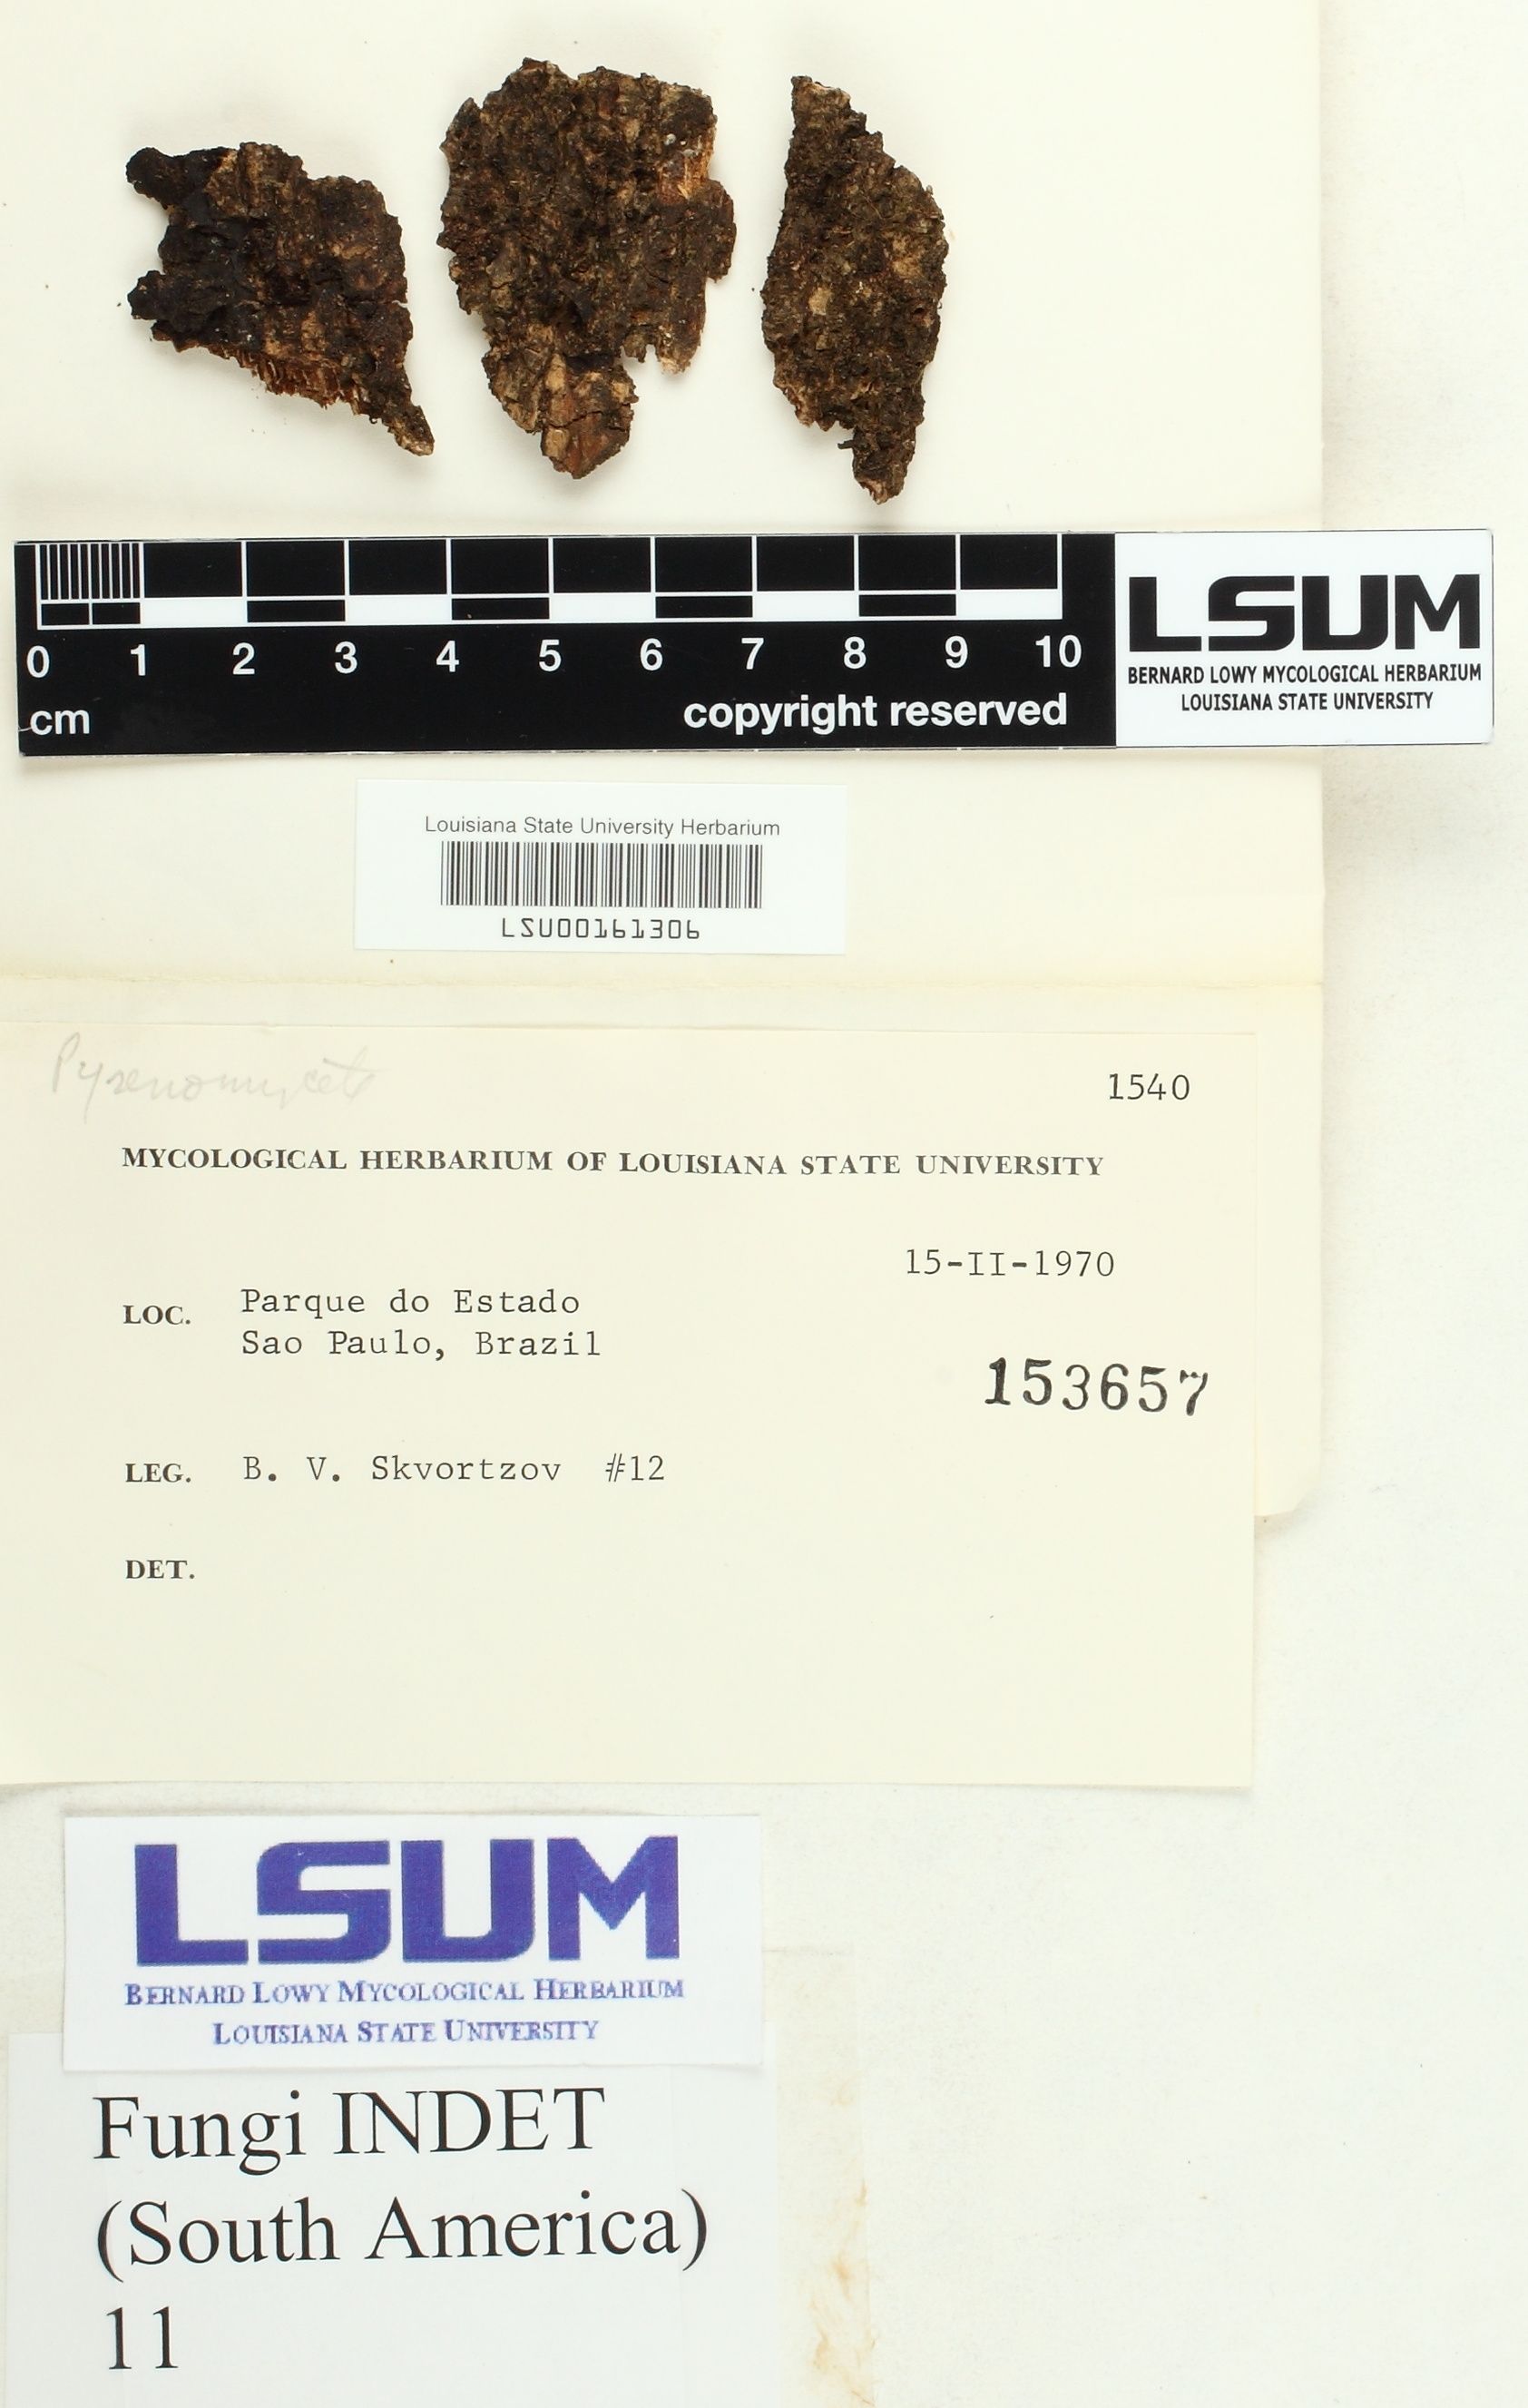 0 1 2 3 4 5 6 7 8 9 10
cm
copyright reserved
LSUM
BERNARD LOWY MYCOLOGICAL HERBARIUM
LOUISIANA STATE UNIVERSITY
Louisiana State University Herbarium
LSU00161306
Pyrenomycete
1540
MYCOLOGICAL HERBARIUM OF LOUISIANA STATE UNIVERSITY
15-II-1970
LOC. Parque do Estado
Sao Paulo, Brazil
153657
LEG. B. V. Skvortzov #12
DET.
LSUM
BERNARD LOWY MYCOLOGICAL HERBARIUM
LOUISIANA STATE UNIVERSITY
Fungi INDET
(South America)
11